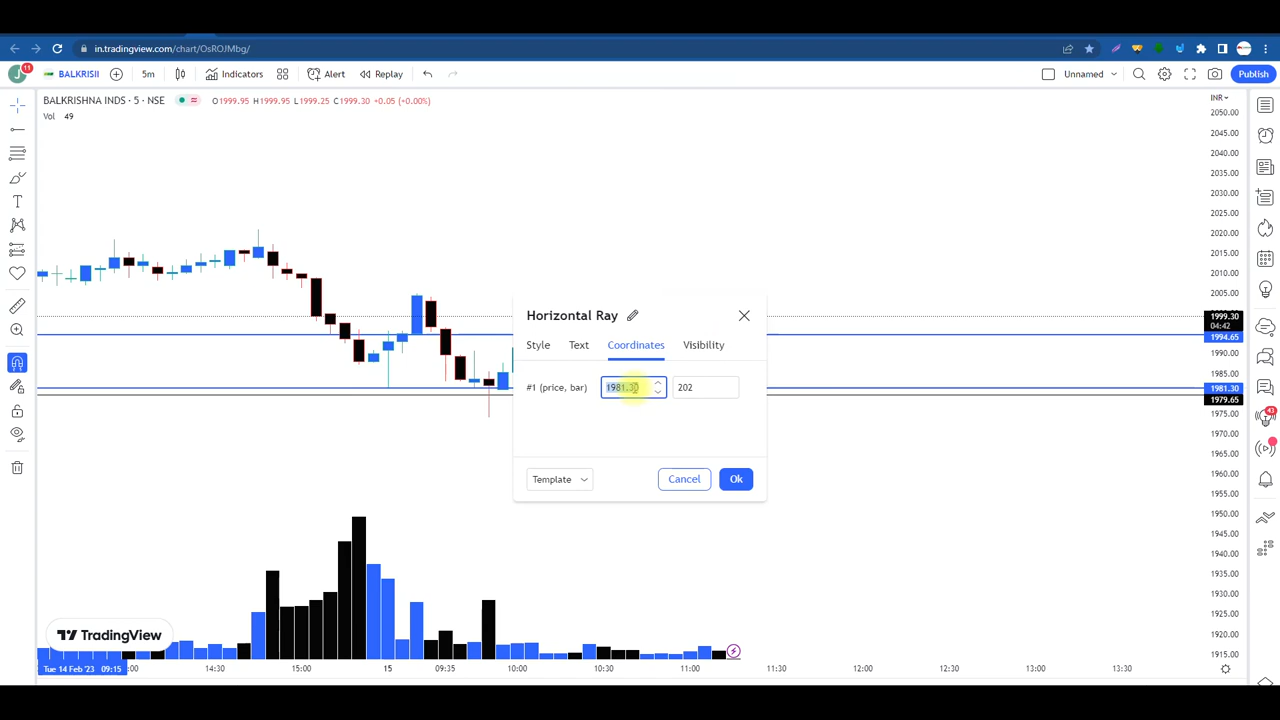 in.tradingview.com/chart/OsROJMbg/
J 11 BALKRISI 5m Indicators Alert Replay Unnamed Publish
BALKRISHNA INDS · 5 · NSE O1999.95 H1999.95 L1999.25 C1999.30 +0.05 (+0.00%)
Vol 49
INR
2050.00
2045.00
2040.00
2035.00
2030.00
2025.00
2020.00
2015.00
2010.00
2005.00
1999.30
04:42
1994.65
1990.00
1985.00
1981.30
1979.65
1975.00
1970.00
1965.00
1960.00
1955.00
1950.00
1945.00
1940.00
1935.00
1930.00
1925.00
1920.00
1915.00
43
Horizontal Ray
Style Text Coordinates Visibility
#1 (price, bar) 1981.30 202
Template Cancel Ok
TradingView
Tue 14 Feb '23 09:15 :00 14:30 15:00 15 09:35 10:00 10:30 11:00 11:30 12:00 12:30 13:00 13:30